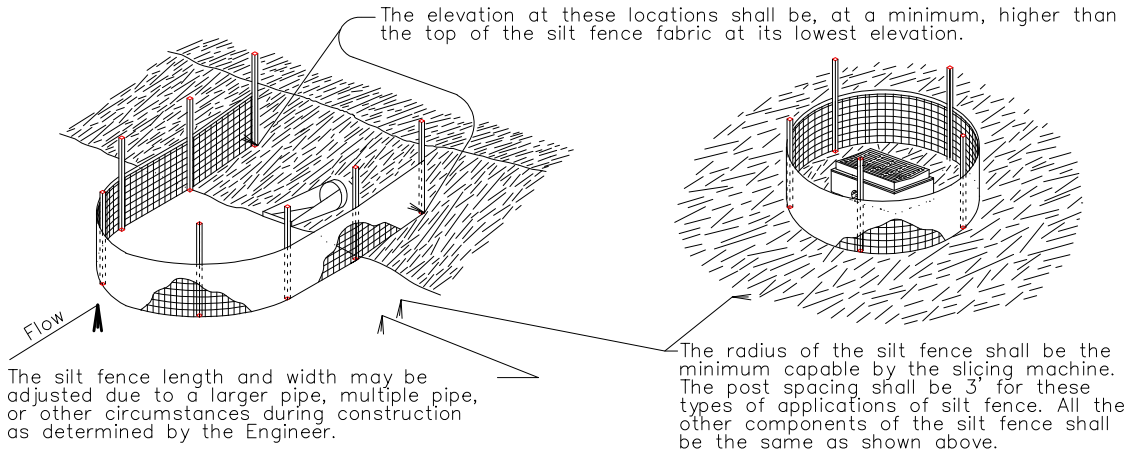 The elevation at these locations shall be, at a minimum, higher than
the top of the silt fence fabric at its lowest elevation.
Flow
The silt fence length and width may be
adjusted due to a larger pipe, multiple pipe,
or other circumstances during construction
as determined by the Engineer.
The radius of the silt fence shall be the
minimum capable by the slicing machine.
The post spacing shall be 3' for these
types of applications of silt fence. All the
other components of the silt fence shall
be the same as shown above.